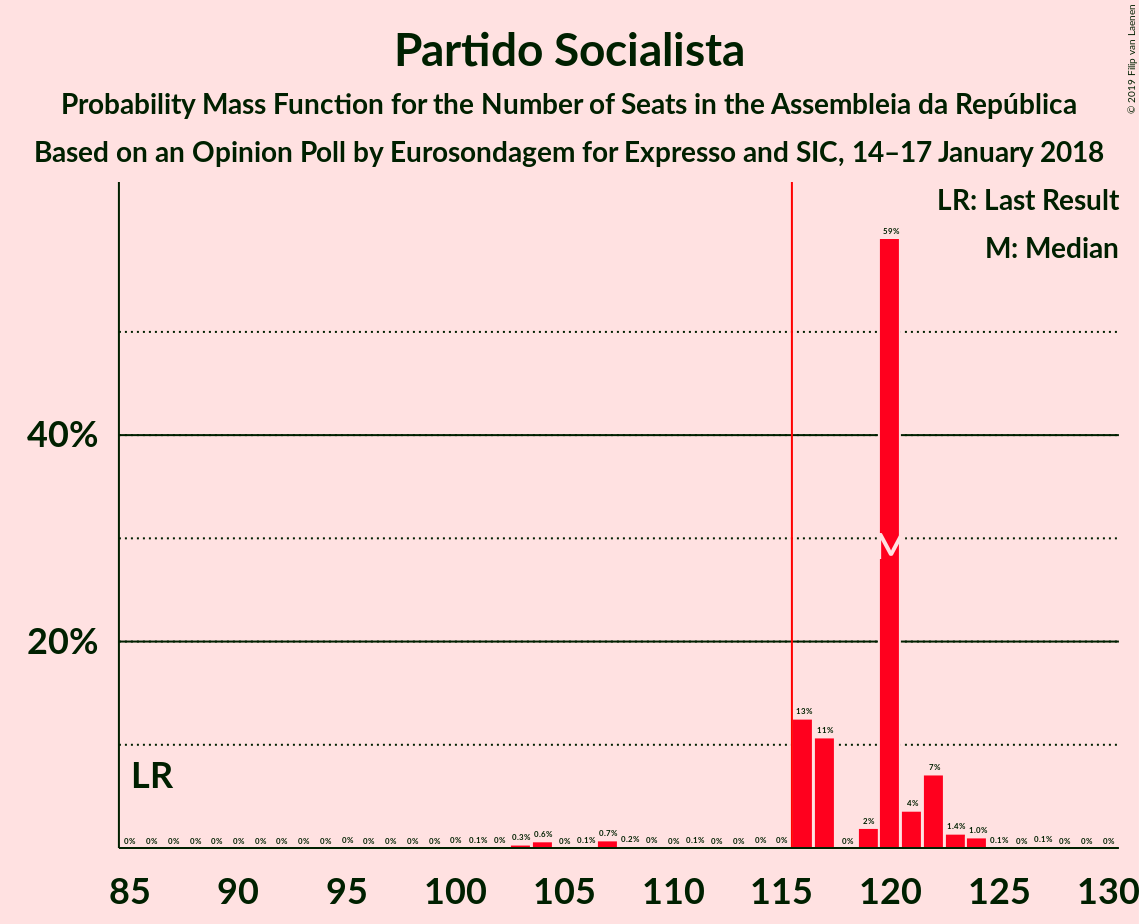 Partido Socialista
Probability Mass Function for the Number of Seats in the Assembleia da República
Based on an Opinion Poll by Eurosondagem for Expresso and SIC, 14–17 January 2018
© 2019 Filip van Laenen
LR: Last Result
M: Median
40%
20%
LR
M
0% 0% 0% 0% 0% 0% 0% 0% 0% 0% 0% 0% 0% 0% 0% 0% 0.1% 0% 0.3% 0.6% 0% 0.1% 0.7% 0.2% 0% 0% 0.1% 0% 0% 0% 0% 13% 11% 0% 2% 59% 4% 7% 1.4% 1.0% 0.1% 0% 0.1% 0% 0% 0%
85 90 95 100 105 110 115 120 125 130